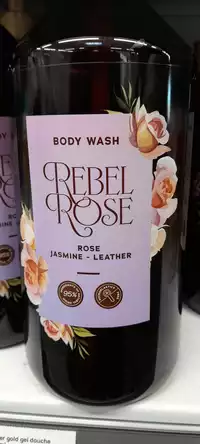 BODY WASH
REBEL
ROSE
ROSE
JASMINE - LEATHER
95%
er gold gel douche